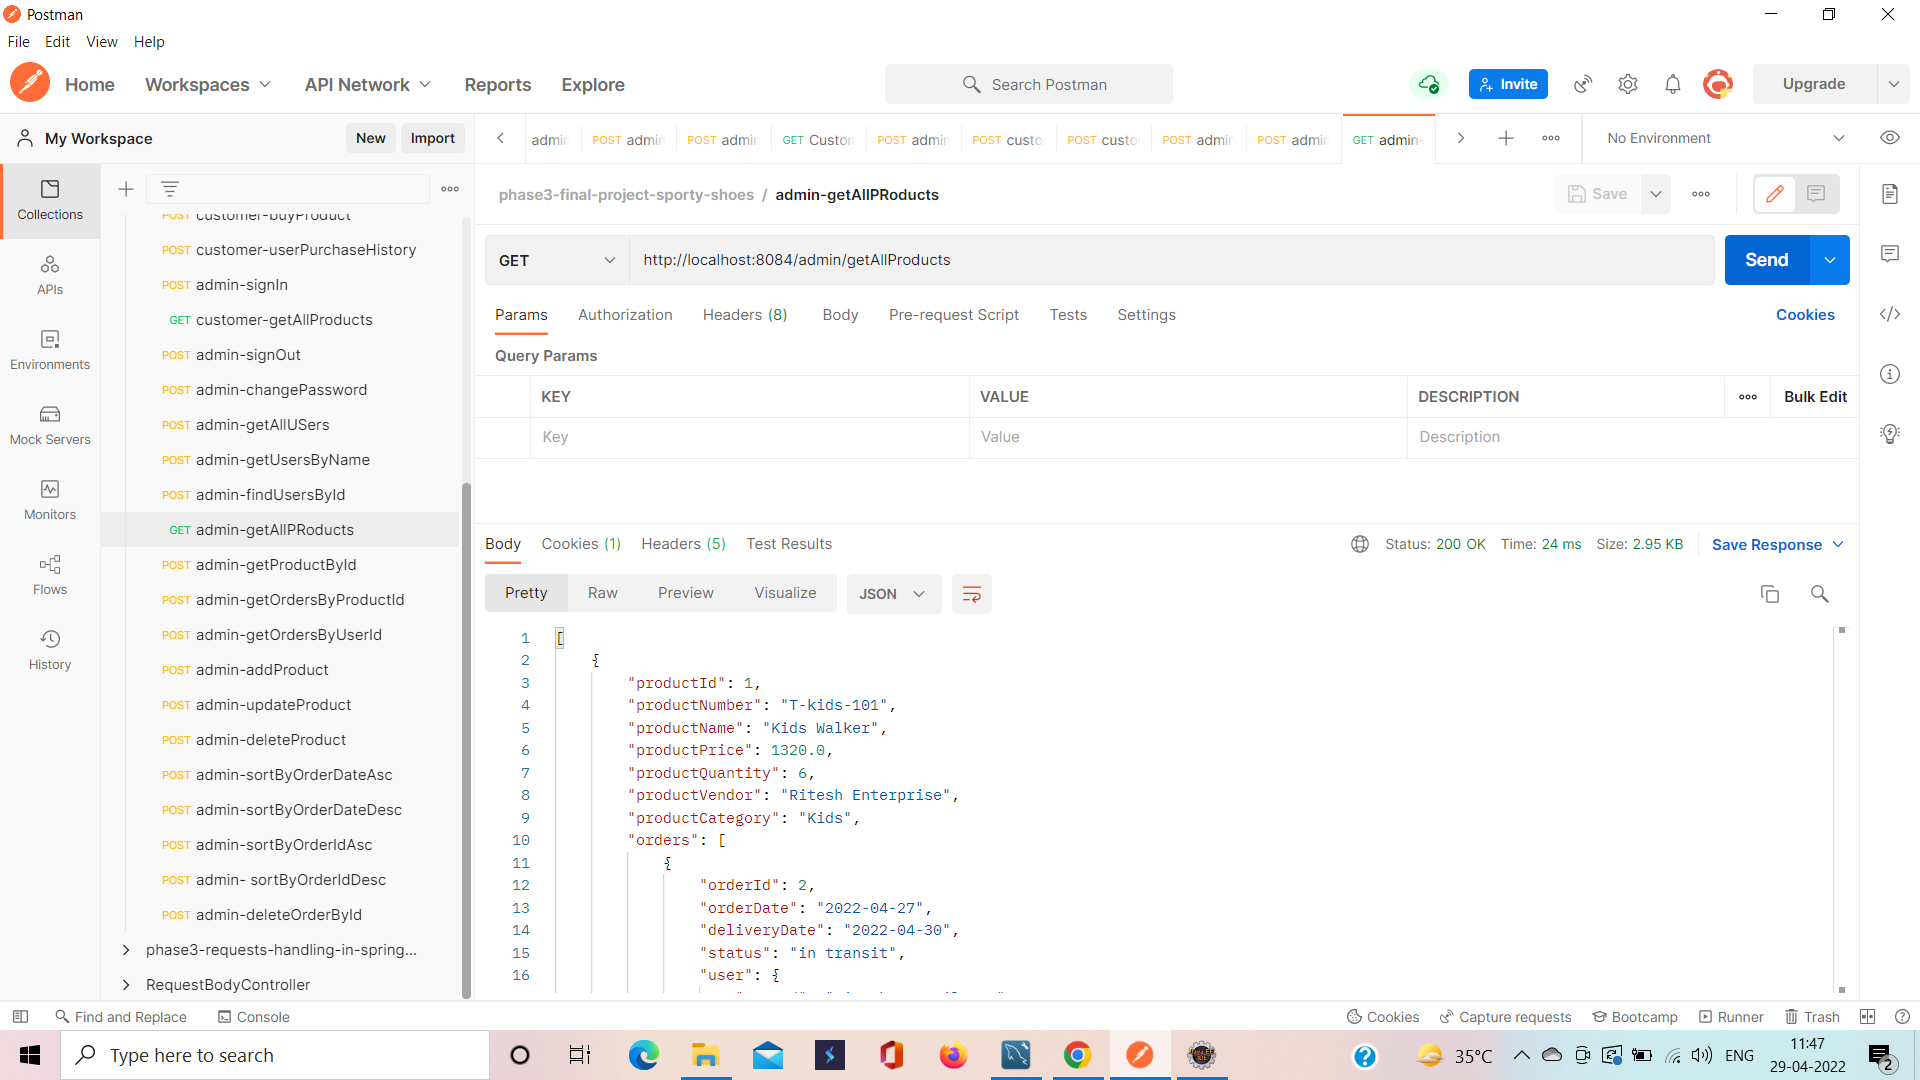 Postman
File Edit View Help
Home Workspaces API Network Reports Explore Search Postman Invite Upgrade
My Workspace New Import
admin POST admin POST admin GET Custom POST admin POST custo POST custo POST admin POST admin GET admin- No Environment
Collections
APIs
Environments
Mock Servers
Monitors
Flows
History
POST customer-buyProduct
POST customer-userPurchaseHistory
POST admin-signIn
GET customer-getAllProducts
POST admin-signOut
POST admin-changePassword
POST admin-getAllUSers
POST admin-getUsersByName
POST admin-findUsersById
GET admin-getAllPRoducts
POST admin-getProductById
POST admin-getOrdersByProductId
POST admin-getOrdersByUserId
POST admin-addProduct
POST admin-updateProduct
POST admin-deleteProduct
POST admin-sortByOrderDateAsc
POST admin-sortByOrderDateDesc
POST admin-sortByOrderIdAsc
POST admin- sortByOrderIdDesc
POST admin-deleteOrderById
phase3-requests-handling-in-spring...
RequestBodyController
phase3-final-project-sporty-shoes / admin-getAllPRoducts Save
GET http://localhost:8084/admin/getAllProducts Send
Params Authorization Headers (8) Body Pre-request Script Tests Settings Cookies
Query Params
KEY VALUE DESCRIPTION Bulk Edit
Key Value Description
Body Cookies (1) Headers (5) Test Results Status: 200 OK Time: 24 ms Size: 2.95 KB Save Response
Pretty Raw Preview Visualize JSON
1 [
2 {
3 "productId": 1,
4 "productNumber": "T-kids-101",
5 "productName": "Kids Walker",
6 "productPrice": 1320.0,
7 "productQuantity": 6,
8 "productVendor": "Ritesh Enterprise",
9 "productCategory": "Kids",
10 "orders": [
11 {
12 "orderId": 2,
13 "orderDate": "2022-04-27",
14 "deliveryDate": "2022-04-30",
15 "status": "in transit",
16 "user": {
Find and Replace Console Cookies Capture requests Bootcamp Runner Trash
Type here to search 35°C ENG 11:47
29-04-2022 2